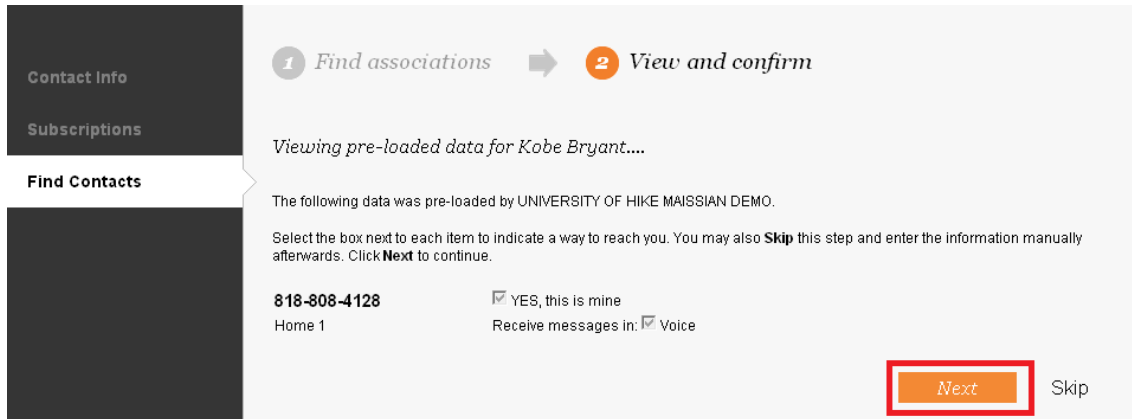 Contact Info
Subscriptions
Find Contacts
1 Find associations 2 View and confirm
Viewing pre-loaded data for Kobe Bryant....
The following data was pre-loaded by UNIVERSITY OF HIKE MAISSIAN DEMO.
Select the box next to each item to indicate a way to reach you. You may also Skip this step and enter the information manually
afterwards. Click Next to continue.
818-808-4128 YES, this is mine
Home 1 Receive messages in: Voice
Next Skip